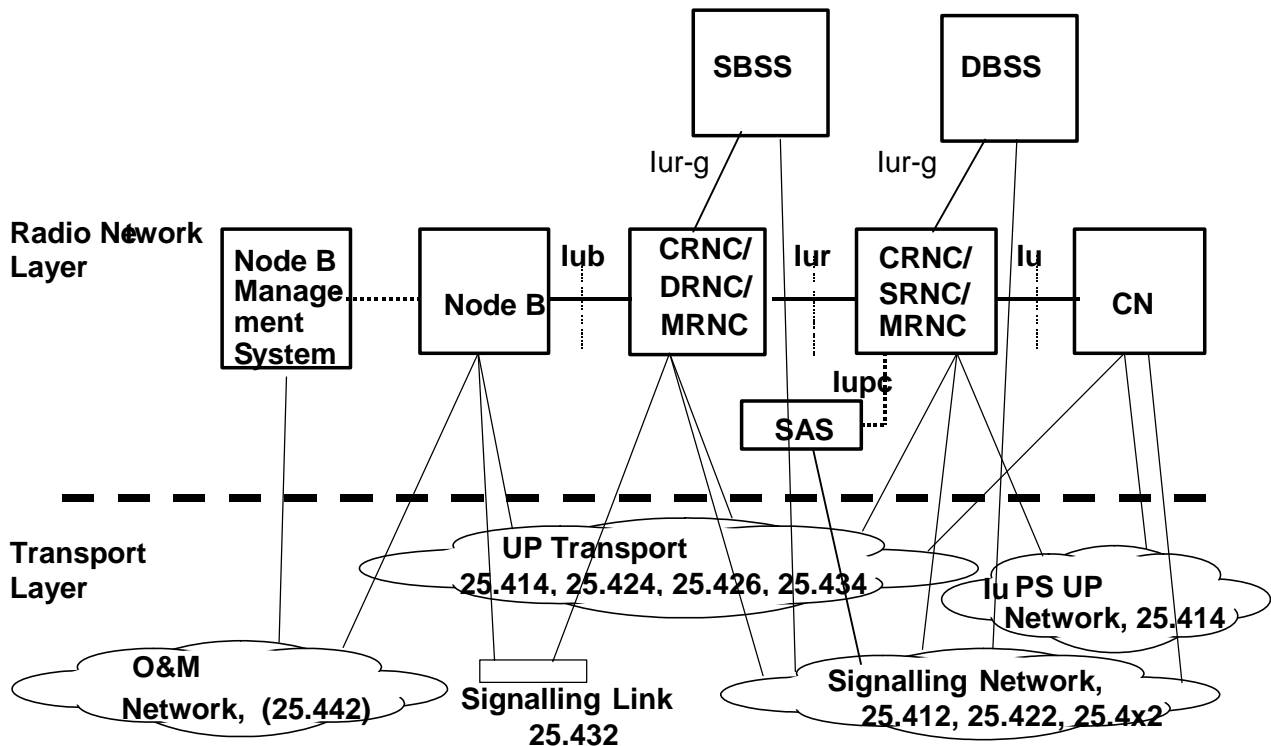 SBSS
DBSS
Iur-g
Iur-g
Radio Network
Layer
Node B
Manage
ment
System
Node B
Iub
CRNC/
DRNC/
MRNC
Iur
CRNC/
SRNC/
MRNC
Iu
CN
Iupc
SAS
Transport
Layer
UP Transport
25.414, 25.424, 25.426, 25.434
Iu PS UP
Network, 25.414
O&M
Network, (25.442)
Signalling Link
25.432
Signalling Network,
25.412, 25.422, 25.4x2